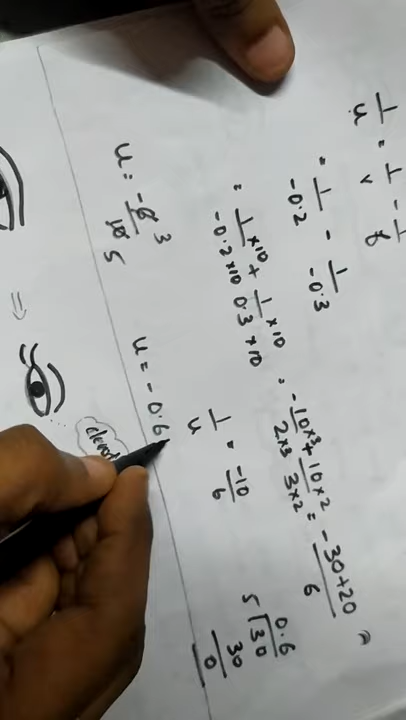 1/u = 1/v - 1/f
= 1/-0.2 - 1/-0.3
= 1×10/-0.2×10 + 1×10/0.3×10 = -10×3/2×3 + 10×2/3×2 = -30+20/6
1/u = -10/6
u = -6 3/10 5
u = -0.6
0.6
5 30
30
0